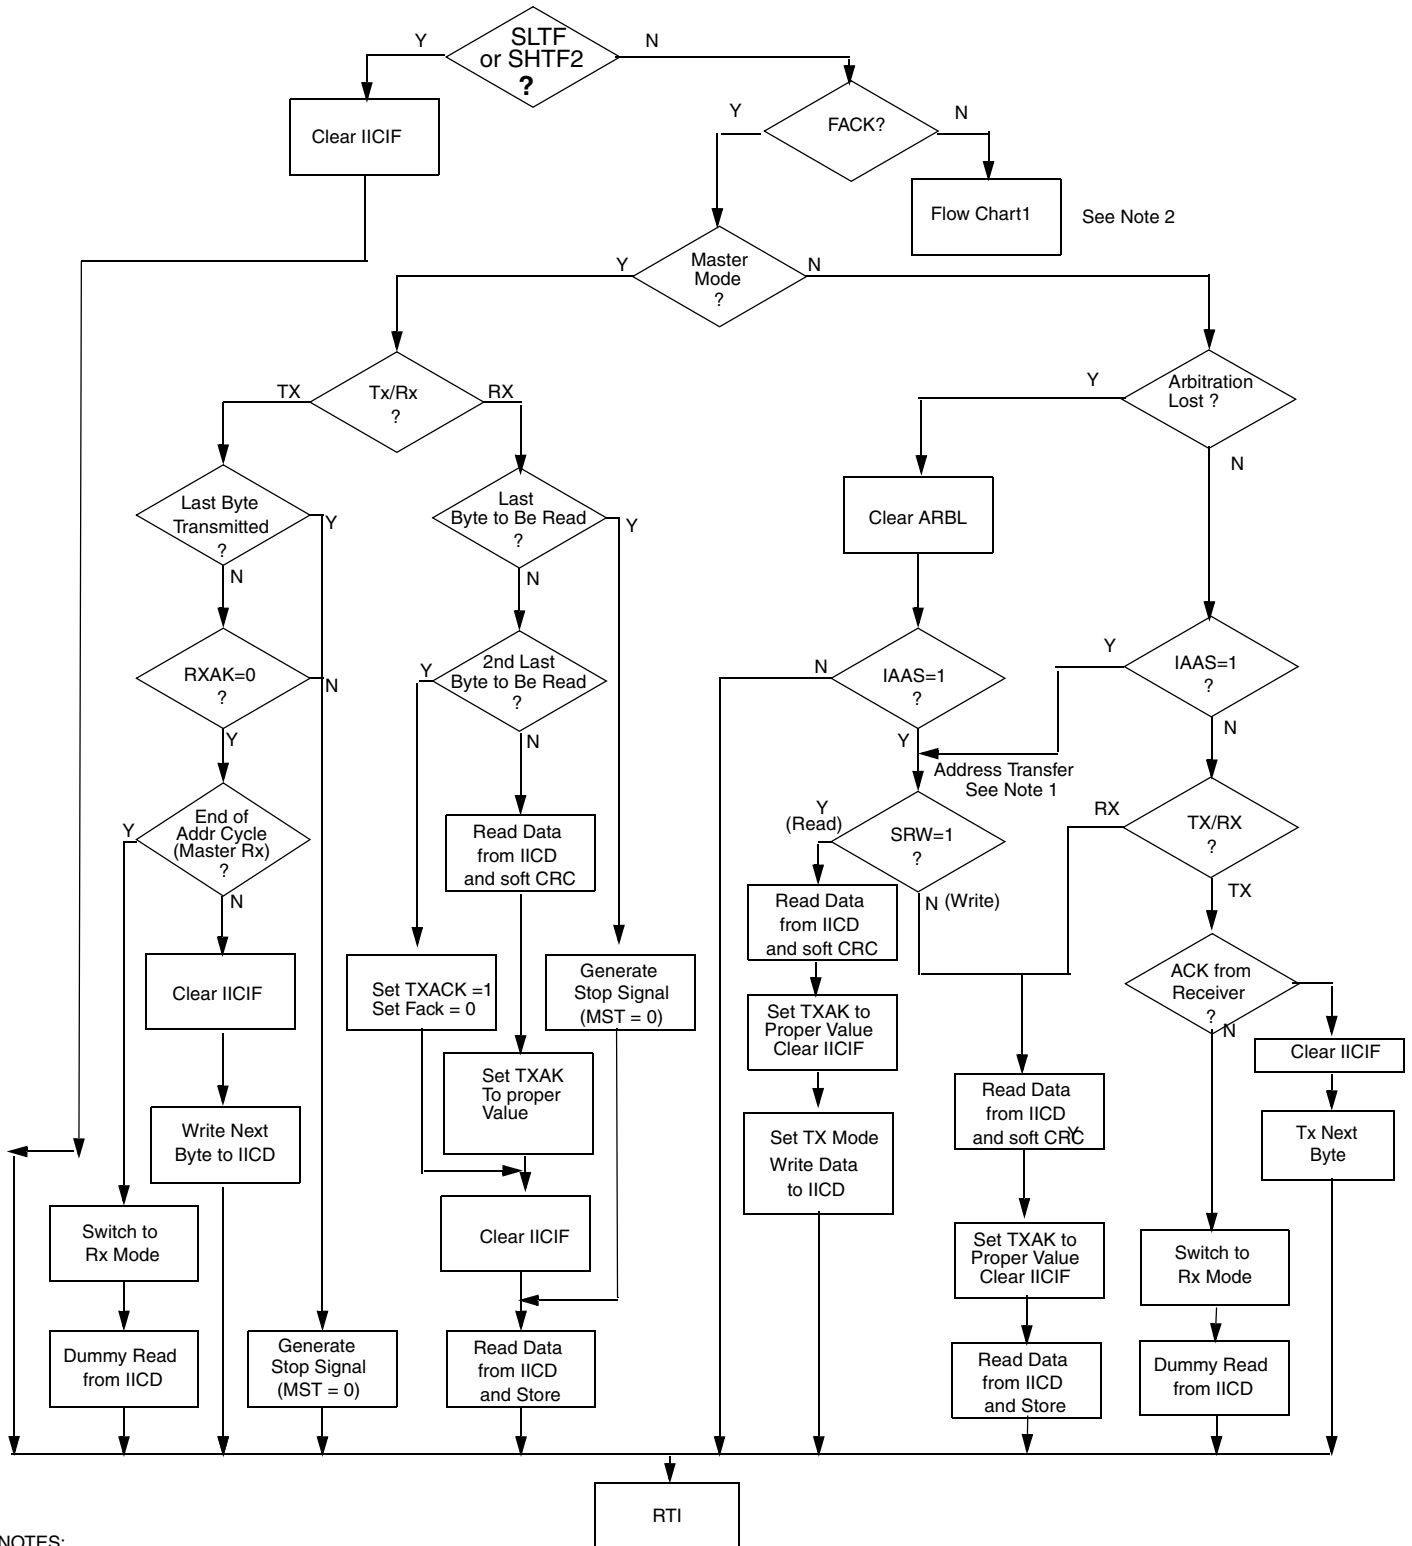 SLTF
or SHTF2
?
Y
N
Clear IICIF
FACK?
Y
N
Flow Chart1
See Note 2
Master
Mode
?
Y
N
Tx/Rx
?
TX
RX
Arbitration
Lost ?
Y
N
Last Byte
Transmitted
?
Y
N
Last
Byte to Be Read
?
Y
N
Clear ARBL
RXAK=0
?
N
Y
2nd Last
Byte to Be Read
?
Y
N
IAAS=1
?
N
Y
IAAS=1
?
Y
N
Address Transfer
See Note 1
End of
Addr Cycle
(Master Rx)
?
Y
N
Read Data
from IICD
and soft CRC
SRW=1
?
Y
(Read)
N (Write)
TX/RX
?
RX
TX
Read Data
from IICD
and soft CRC
Clear IICIF
Set TXACK =1
Set Fack = 0
Generate
Stop Signal
(MST = 0)
Set TXAK to
Proper Value
Clear IICIF
ACK from
Receiver
?
N
Clear IICIF
Set TXAK
To proper
Value
Read Data
from IICD
and soft CRC
Y
Write Next
Byte to IICD
Set TX Mode
Write Data
to IICD
Tx Next
Byte
Switch to
Rx Mode
Clear IICIF
Set TXAK to
Proper Value
Clear IICIF
Switch to
Rx Mode
Dummy Read
from IICD
Generate
Stop Signal
(MST = 0)
Read Data
from IICD
and Store
Read Data
from IICD
and Store
Dummy Read
from IICD
RTI
NOTES: